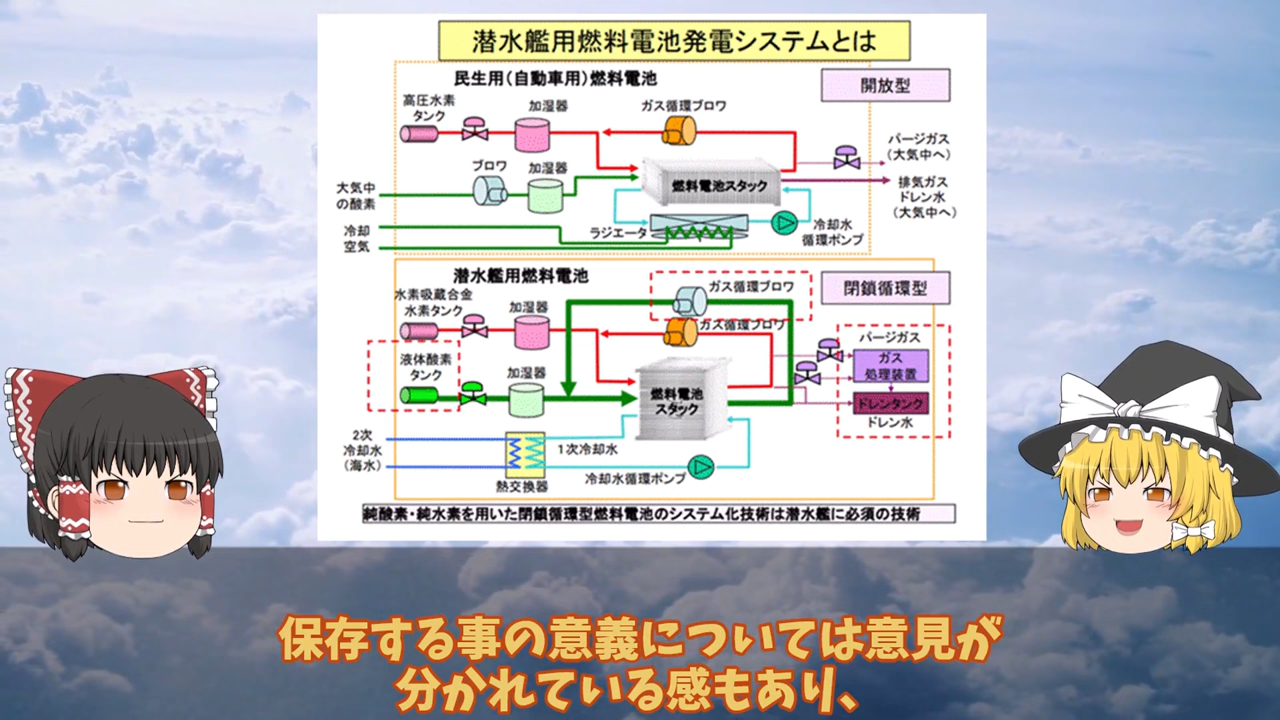 潜水艦用燃料電池発電システムとは
民生用(自動車用)燃料電池
開放型
高圧水素
タンク
加湿器
ガス循環ブロワ
パージガス
(大気中へ)
ブロワ
加湿器
大気中
の酸素
燃料電池スタック
排気ガス
ドレン水
(大気中へ)
冷却
空気
ラジエータ
冷却水
循環ポンプ
潜水艦用燃料電池
閉鎖循環型
水素吸蔵合金
水素タンク
加湿器
ガス循環ブロワ
ガス循環ブロワ
パージガス
ガス
処理装置
液体酸素
タンク
加湿器
燃料電池
スタック
ドレンタンク
ドレン水
2次
冷却水
(海水)
1次冷却水
熱交換器
冷却水循環ポンプ
純酸素・純水素を用いた閉鎖循環型燃料電池のシステム化技術は潜水艦に必須の技術
保存する事の意義については意見が
分かれている感もあり、